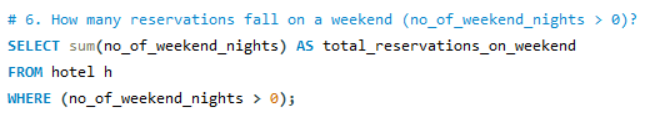 # 6. How many reservations fall on a weekend (no_of_weekend_nights > 0)?
SELECT sum(no_of_weekend_nights) AS total_reservations_on_weekend
FROM hotel h
WHERE (no_of_weekend_nights > 0);